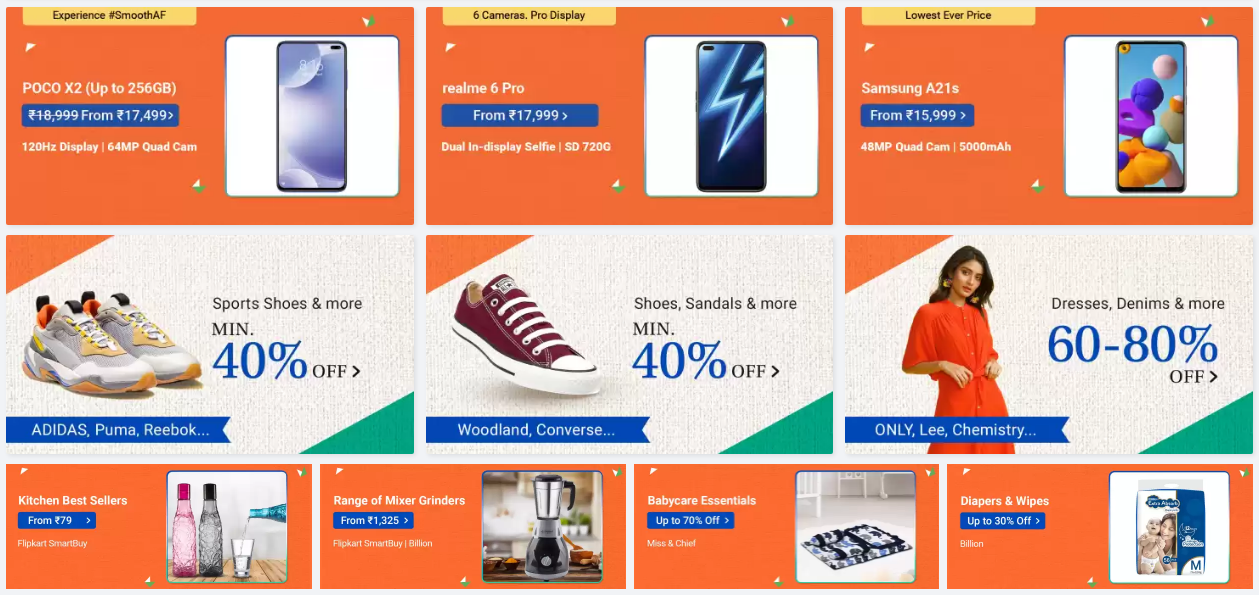 Experience #SmoothAF
POCO X2 (Up to 256GB)
₹18,999 From ₹17,499>
120Hz Display | 64MP Quad Cam
8:16
6 Cameras. Pro Display
realme 6 Pro
From ₹17,999 >
Dual In-display Selfie | SD 720G
Lowest Ever Price
Samsung A21s
From ₹15,999 >
48MP Quad Cam | 5000mAh
Sports Shoes & more
MIN.
40% OFF >
ADIDAS, Puma, Reebok...
Shoes, Sandals & more
MIN.
40% OFF >
Woodland, Converse...
Dresses, Denims & more
60-80%
OFF >
ONLY, Lee, Chemistry...
Kitchen Best Sellers
From ₹79 >
Flipkart SmartBuy
Range of Mixer Grinders
From ₹1,325 >
Flipkart SmartBuy | Billion
Babycare Essentials
Up to 70% Off >
Miss & Chief
Diapers & Wipes
Up to 30% Off >
Billion
Extra Absorb
M